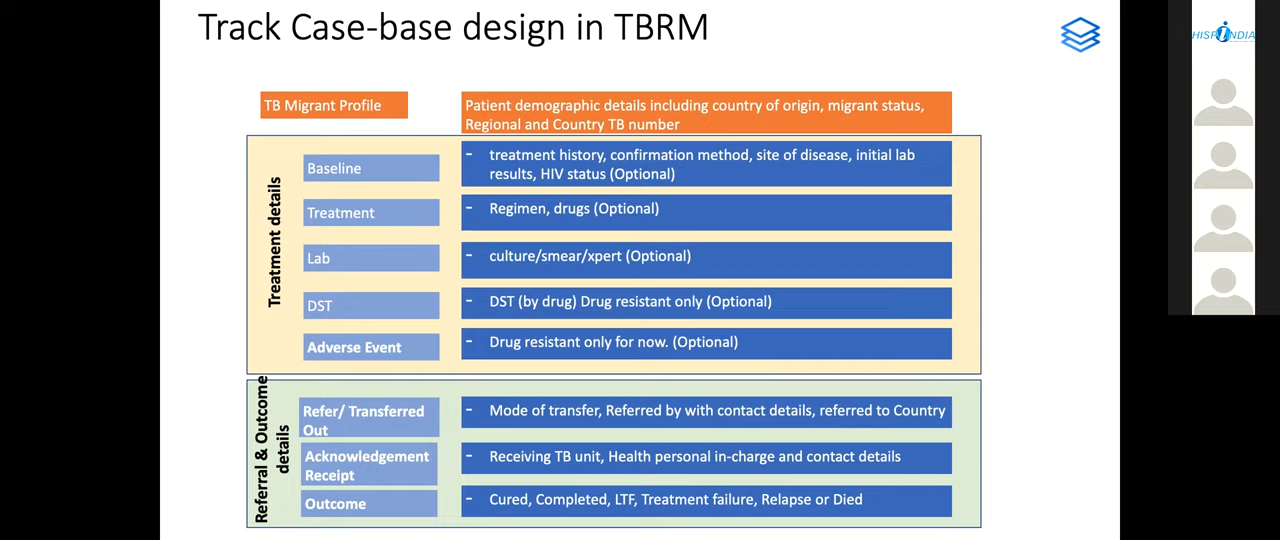 Track Case-base design in TBRM
HISP INDIA
TB Migrant Profile
Patient demographic details including country of origin, migrant status,
Regional and Country TB number
Treatment details
Baseline
- treatment history, confirmation method, site of disease, initial lab
results, HIV status (Optional)
Treatment
- Regimen, drugs (Optional)
Lab
- culture/smear/xpert (Optional)
DST
- DST (by drug) Drug resistant only (Optional)
Adverse Event
- Drug resistant only for now. (Optional)
Referral & Outcome
details
Refer/ Transferred
Out
- Mode of transfer, Referred by with contact details, referred to Country
Acknowledgement
Receipt
- Receiving TB unit, Health personal in-charge and contact details
Outcome
- Cured, Completed, LTF, Treatment failure, Relapse or Died